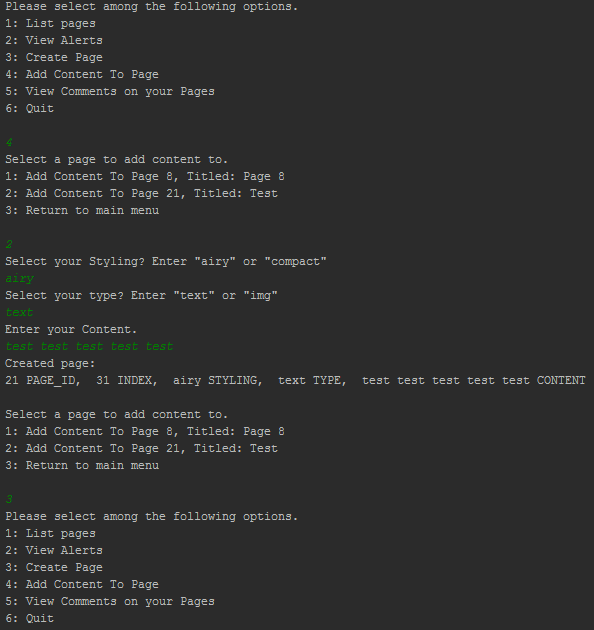 Please select among the following options.
1: List pages
2: View Alerts
3: Create Page
4: Add Content To Page
5: View Comments on your Pages
6: Quit
4
Select a page to add content to.
1: Add Content To Page 8, Titled: Page 8
2: Add Content To Page 21, Titled: Test
3: Return to main menu
2
Select your Styling? Enter "airy" or "compact"
airy
Select your type? Enter "text" or "img"
text
Enter your Content.
test test test test test
Created page:
21 PAGE_ID,  31 INDEX,  airy STYLING,  text TYPE,  test test test test test CONTENT
Select a page to add content to.
1: Add Content To Page 8, Titled: Page 8
2: Add Content To Page 21, Titled: Test
3: Return to main menu
3
Please select among the following options.
1: List pages
2: View Alerts
3: Create Page
4: Add Content To Page
5: View Comments on your Pages
6: Quit